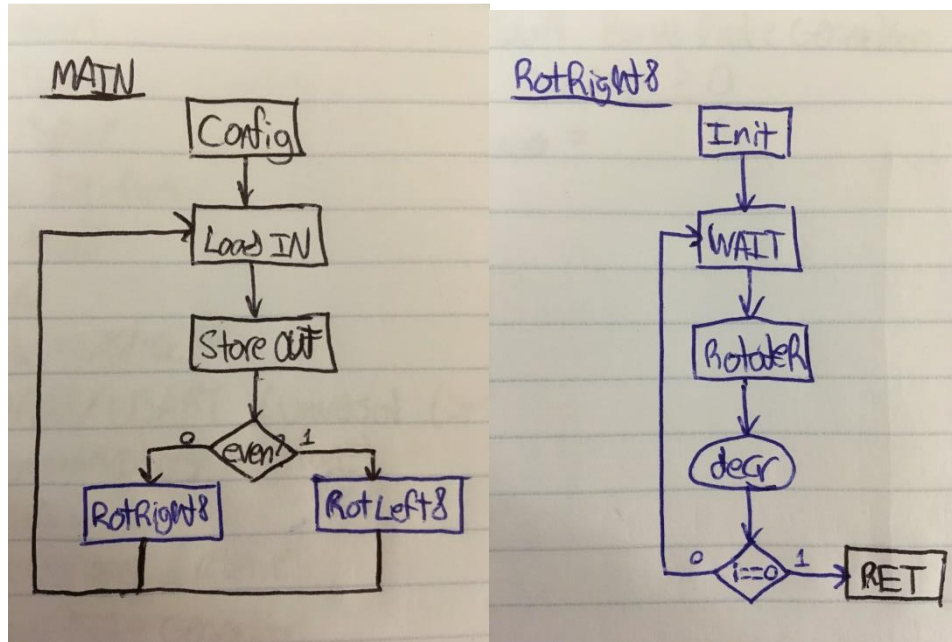 MAIN
Config
Load IN
Store OUT
even?
0
1
RotRight8
RotLeft8
RotRight8
Init
WAIT
RotateR
decr
i==0
0
1
RET